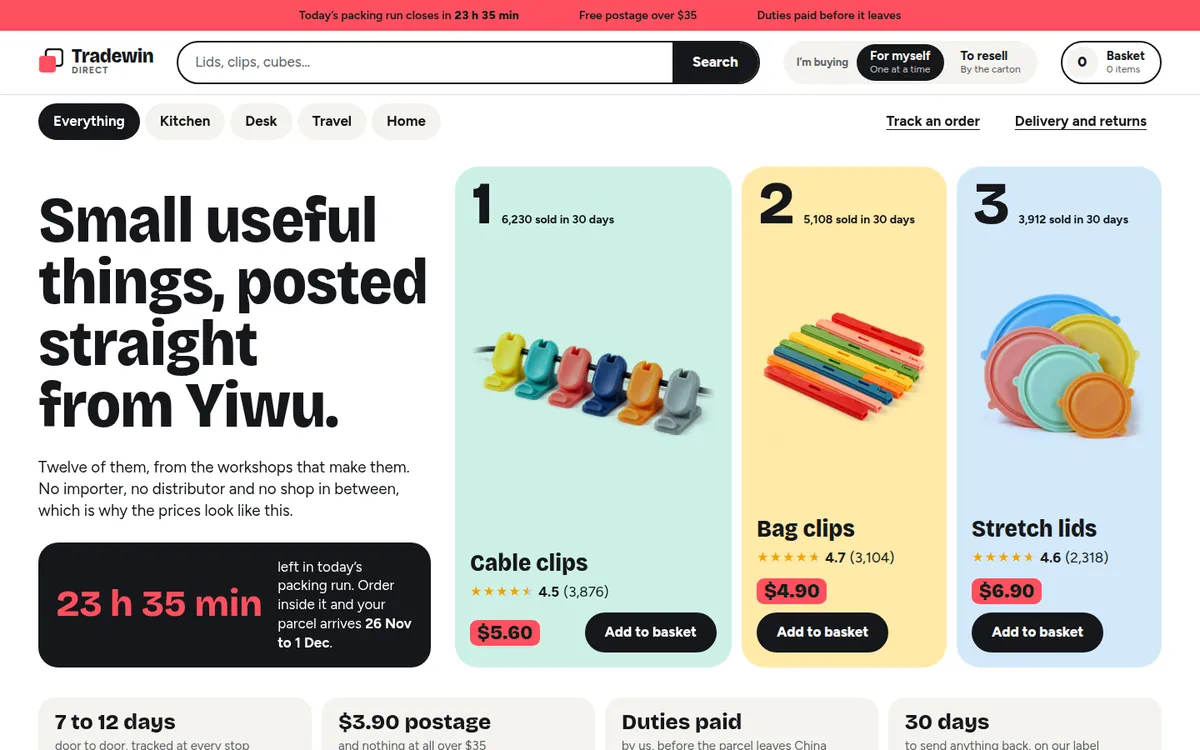 Today's packing run closes in 23 h 35 min
Free postage over $35
Duties paid before it leaves
Tradewin
DIRECT
Lids, clips, cubes...
Search
I'm buying
For myself
One at a time
To resell
By the carton
0
Basket
0 items
Everything
Kitchen
Desk
Travel
Home
Track an order
Delivery and returns
Small useful
things, posted
straight
from Yiwu.
Twelve of them, from the workshops that make them.
No importer, no distributor and no shop in between,
which is why the prices look like this.
23 h 35 min
left in today's
packing run. Order
inside it and your
parcel arrives 26 Nov
to 1 Dec.
1
6,230 sold in 30 days
Cable clips
4.5 (3,876)
$5.60
Add to basket
2
5,108 sold in 30 days
Bag clips
4.7 (3,104)
$4.90
Add to basket
3
3,912 sold in 30 days
Stretch lids
4.6 (2,318)
$6.90
Add to basket
7 to 12 days
door to door, tracked at every stop
$3.90 postage
and nothing at all over $35
Duties paid
by us, before the parcel leaves China
30 days
to send anything back, on our label